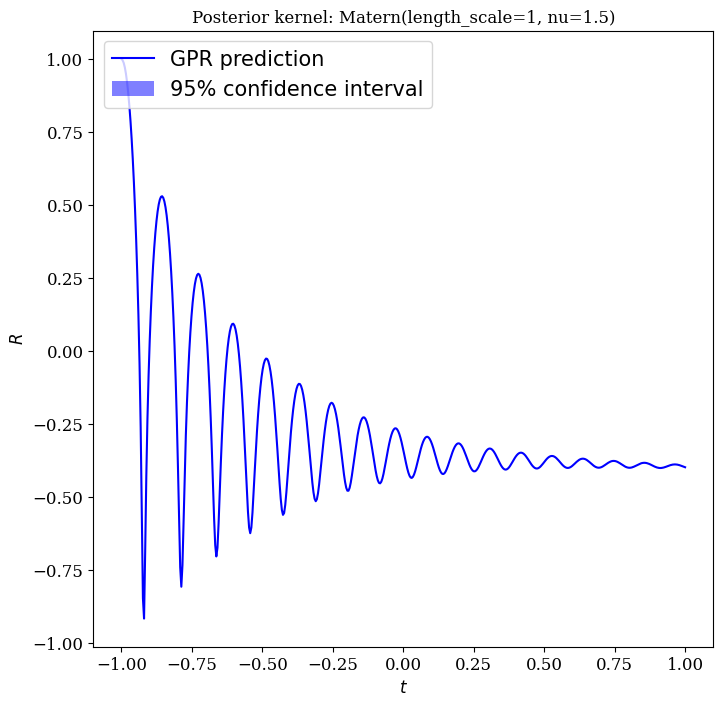 Posterior kernel: Matern(length_scale=1, nu=1.5)
GPR prediction
95% confidence interval
1.00
0.75
0.50
0.25
0.00
−0.25
−0.50
−0.75
−1.00
R
−1.00 −0.75 −0.50 −0.25 0.00 0.25 0.50 0.75 1.00
t